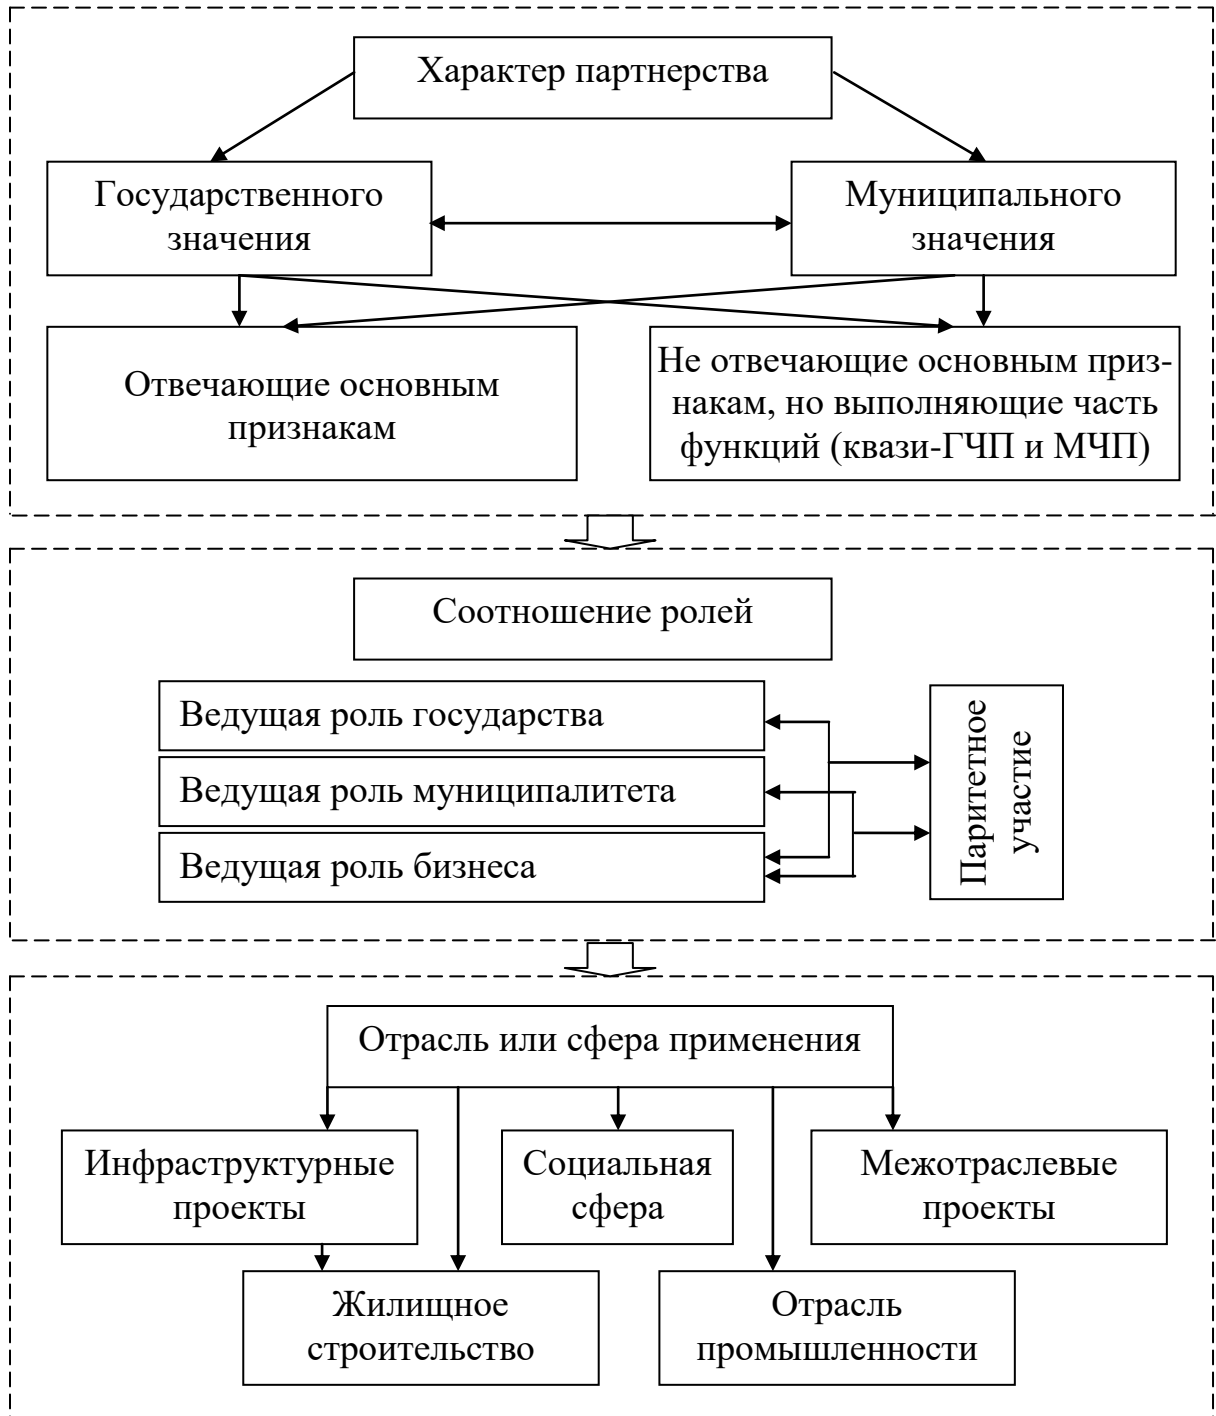 Характер партнерства
Государственного
значения
Муниципального
значения
Отвечающие основным
признакам
Не отвечающие основным приз-
накам, но выполняющие часть
функций (квази-ГЧП и МЧП)
Соотношение ролей
Ведущая роль государства
Ведущая роль муниципалитета
Ведущая роль бизнеса
Паритетное
участие
Отрасль или сфера применения
Инфраструктурные
проекты
Социальная
сфера
Межотраслевые
проекты
Жилищное
строительство
Отрасль
промышленности